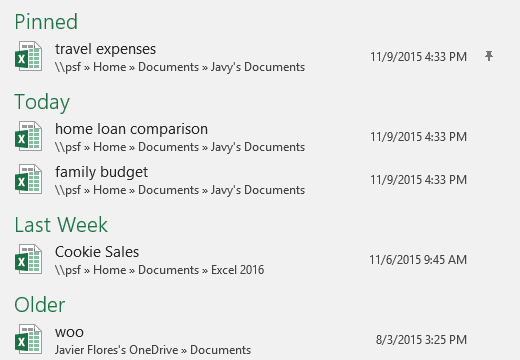 Pinned
travel expenses
11/9/2015 4:33 PM
\\psf » Home » Documents » Javy's Documents
Today
home loan comparison
11/9/2015 4:33 PM
\\psf » Home » Documents » Javy's Documents
family budget
11/9/2015 4:33 PM
\\psf » Home » Documents » Javy's Documents
Last Week
Cookie Sales
11/6/2015 9:45 AM
\\psf » Home » Documents » Excel 2016
Older
woo
8/3/2015 3:25 PM
Javier Flores's OneDrive » Documents